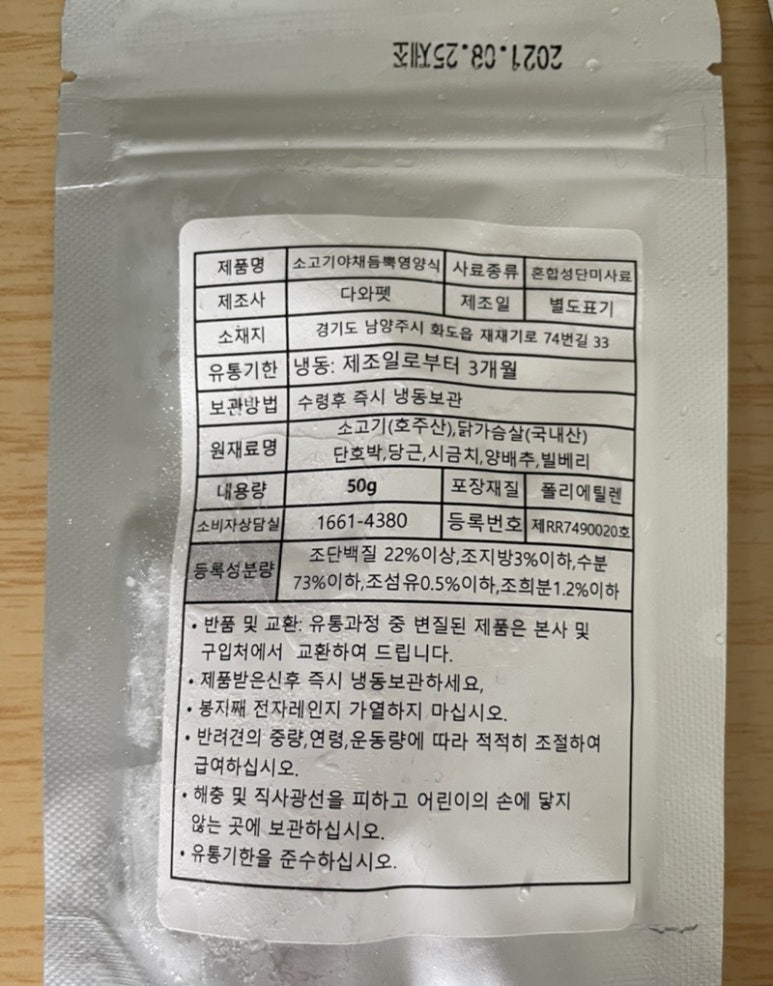 2021.08.25제조
제품명 소고기야채듬뿍영양식 사료종류 혼합성단미사료
제조사 다와펫 제조일 별도표기
소재지 경기도 남양주시 화도읍 재재기로 74번길 33
유통기한 냉동: 제조일로부터 3개월
보관방법 수령후 즉시 냉동보관
원재료명 소고기(호주산),닭가슴살(국내산)
단호박,당근,시금치,양배추,빌베리
내용량 50g 포장재질 폴리에틸렌
소비자상담실 1661-4380 등록번호 제RR7490020호
등록성분량 조단백질 22%이상,조지방3%이하,수분
73%이하,조섬유0.5%이하,조희분1.2%이하
• 반품 및 교환: 유통과정 중 변질된 제품은 본사 및
구입처에서 교환하여 드립니다.
• 제품받은신후 즉시 냉동보관하세요,
• 봉지째 전자레인지 가열하지 마십시오.
• 반려견의 중량,연령,운동량에 따라 적적히 조절하여
급여하십시오.
• 해충 및 직사광선을 피하고 어린이의 손에 닿지
않는 곳에 보관하십시오.
• 유통기한을 준수하십시오.